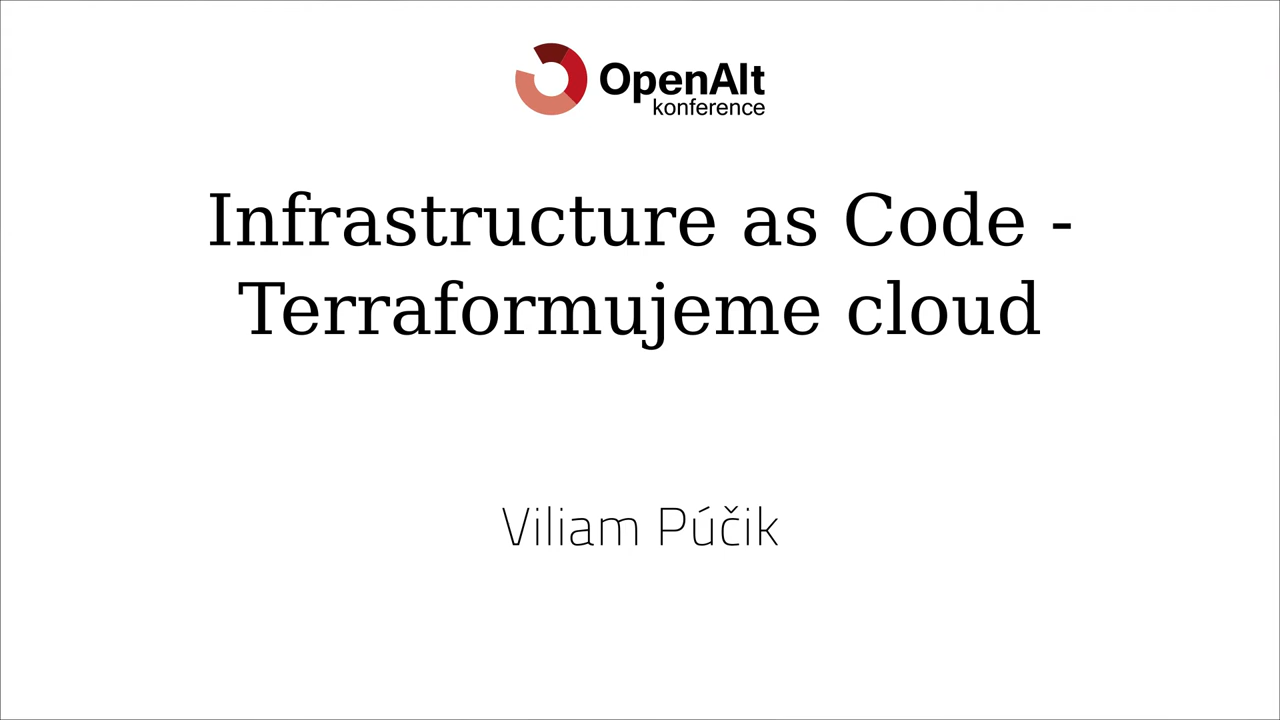 OpenAlt
konference
Infrastructure as Code -
Terraformujeme cloud
Viliam Púčik